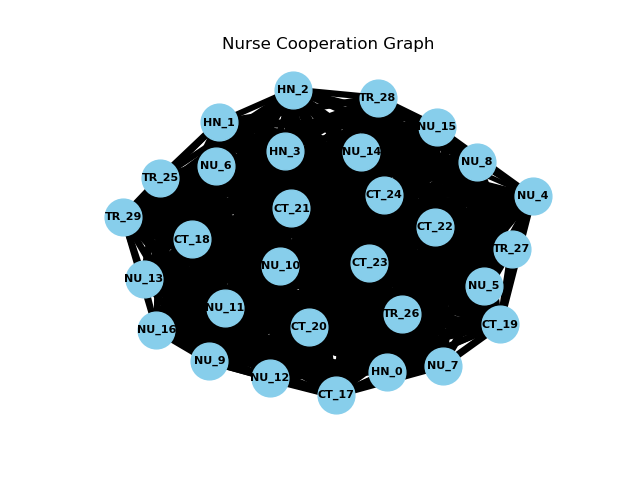 Nurse Cooperation Graph
HN_2
TR_28
HN_1
NU_15
HN_3
NU_14
NU_8
NU_6
TR_25
CT_24
NU_4
CT_21
TR_29
CT_22
CT_18
TR_27
CT_23
NU_10
NU_13
NU_5
NU_11
TR_26
CT_19
CT_20
NU_16
NU_9
NU_7
HN_0
NU_12
CT_17